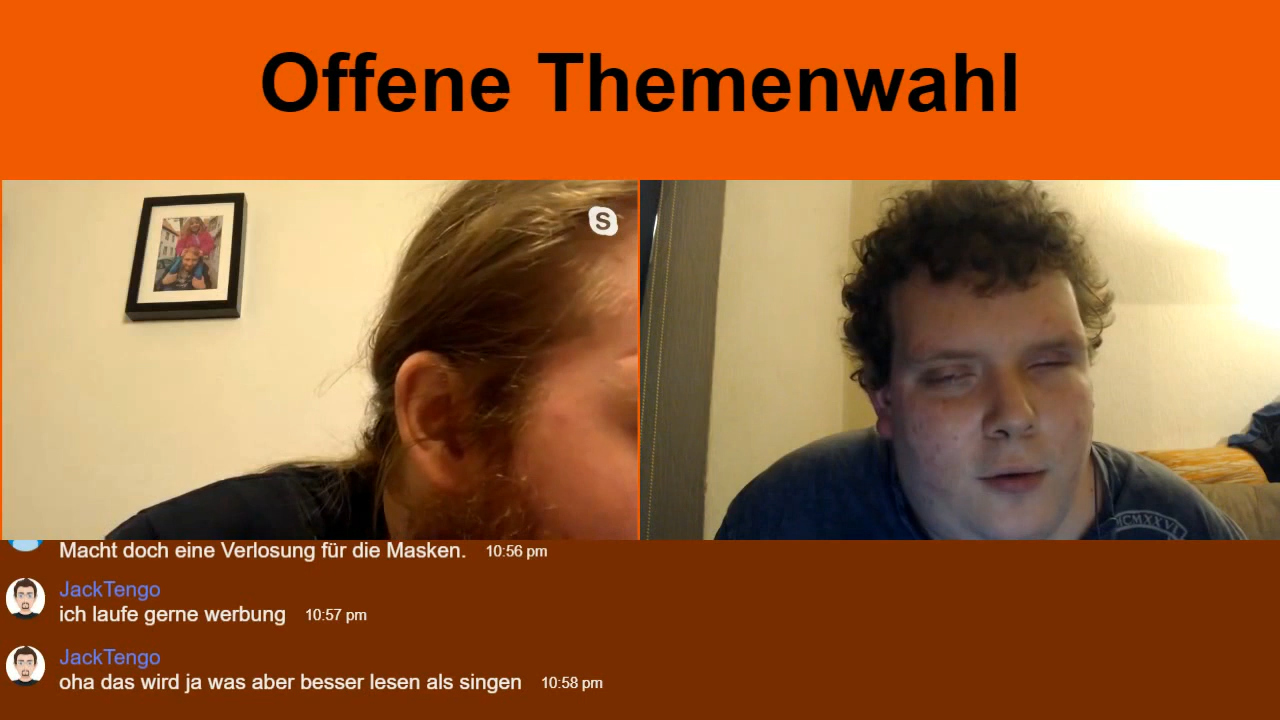 Offene Themenwahl
S
MCMXXVI
Macht doch eine Verlosung für die Masken. 10:56 pm
JackTengo
ich laufe gerne werbung 10:57 pm
JackTengo
oha das wird ja was aber besser lesen als singen 10:58 pm